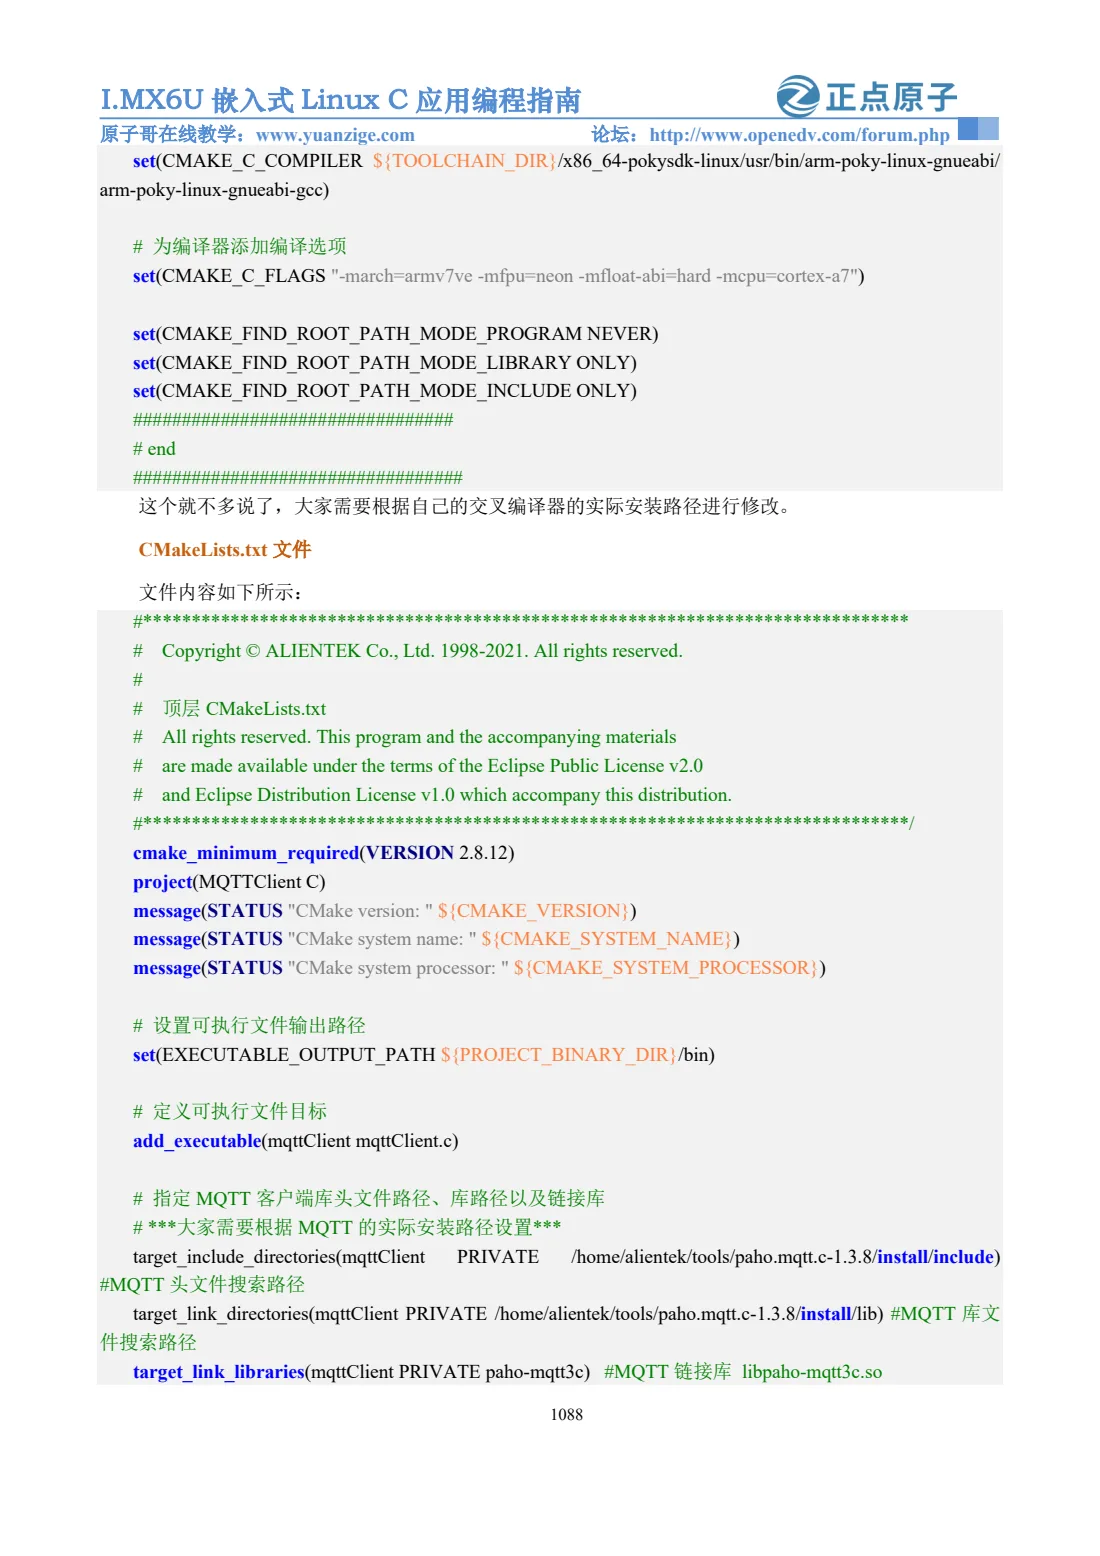 I.MX6U 嵌入式 Linux C 应用编程指南
正点原子
原子哥在线教学：www.yuanzige.com 论坛：http://www.openedv.com/forum.php
set(CMAKE_C_COMPILER ${TOOLCHAIN_DIR}/x86_64-pokysdk-linux/usr/bin/arm-poky-linux-gnueabi/
arm-poky-linux-gnueabi-gcc)
# 为编译器添加编译选项
set(CMAKE_C_FLAGS "-march=armv7ve -mfpu=neon -mfloat-abi=hard -mcpu=cortex-a7")
set(CMAKE_FIND_ROOT_PATH_MODE_PROGRAM NEVER)
set(CMAKE_FIND_ROOT_PATH_MODE_LIBRARY ONLY)
set(CMAKE_FIND_ROOT_PATH_MODE_INCLUDE ONLY)
#################################
# end
##################################
这个就不多说了，大家需要根据自己的交叉编译器的实际安装路径进行修改。
CMakeLists.txt 文件
文件内容如下所示：
#*******************************************************************************
# Copyright © ALIENTEK Co., Ltd. 1998-2021. All rights reserved.
#
# 顶层 CMakeLists.txt
# All rights reserved. This program and the accompanying materials
# are made available under the terms of the Eclipse Public License v2.0
# and Eclipse Distribution License v1.0 which accompany this distribution.
#*******************************************************************************/
cmake_minimum_required(VERSION 2.8.12)
project(MQTTClient C)
message(STATUS "CMake version: " ${CMAKE_VERSION})
message(STATUS "CMake system name: " ${CMAKE_SYSTEM_NAME})
message(STATUS "CMake system processor: " ${CMAKE_SYSTEM_PROCESSOR})
# 设置可执行文件输出路径
set(EXECUTABLE_OUTPUT_PATH ${PROJECT_BINARY_DIR}/bin)
# 定义可执行文件目标
add_executable(mqttClient mqttClient.c)
# 指定 MQTT 客户端库头文件路径、库路径以及链接库
# ***大家需要根据 MQTT 的实际安装路径设置***
target_include_directories(mqttClient PRIVATE /home/alientek/tools/paho.mqtt.c-1.3.8/install/include)
#MQTT 头文件搜索路径
target_link_directories(mqttClient PRIVATE /home/alientek/tools/paho.mqtt.c-1.3.8/install/lib) #MQTT 库文
件搜索路径
target_link_libraries(mqttClient PRIVATE paho-mqtt3c) #MQTT 链接库 libpaho-mqtt3c.so
1088